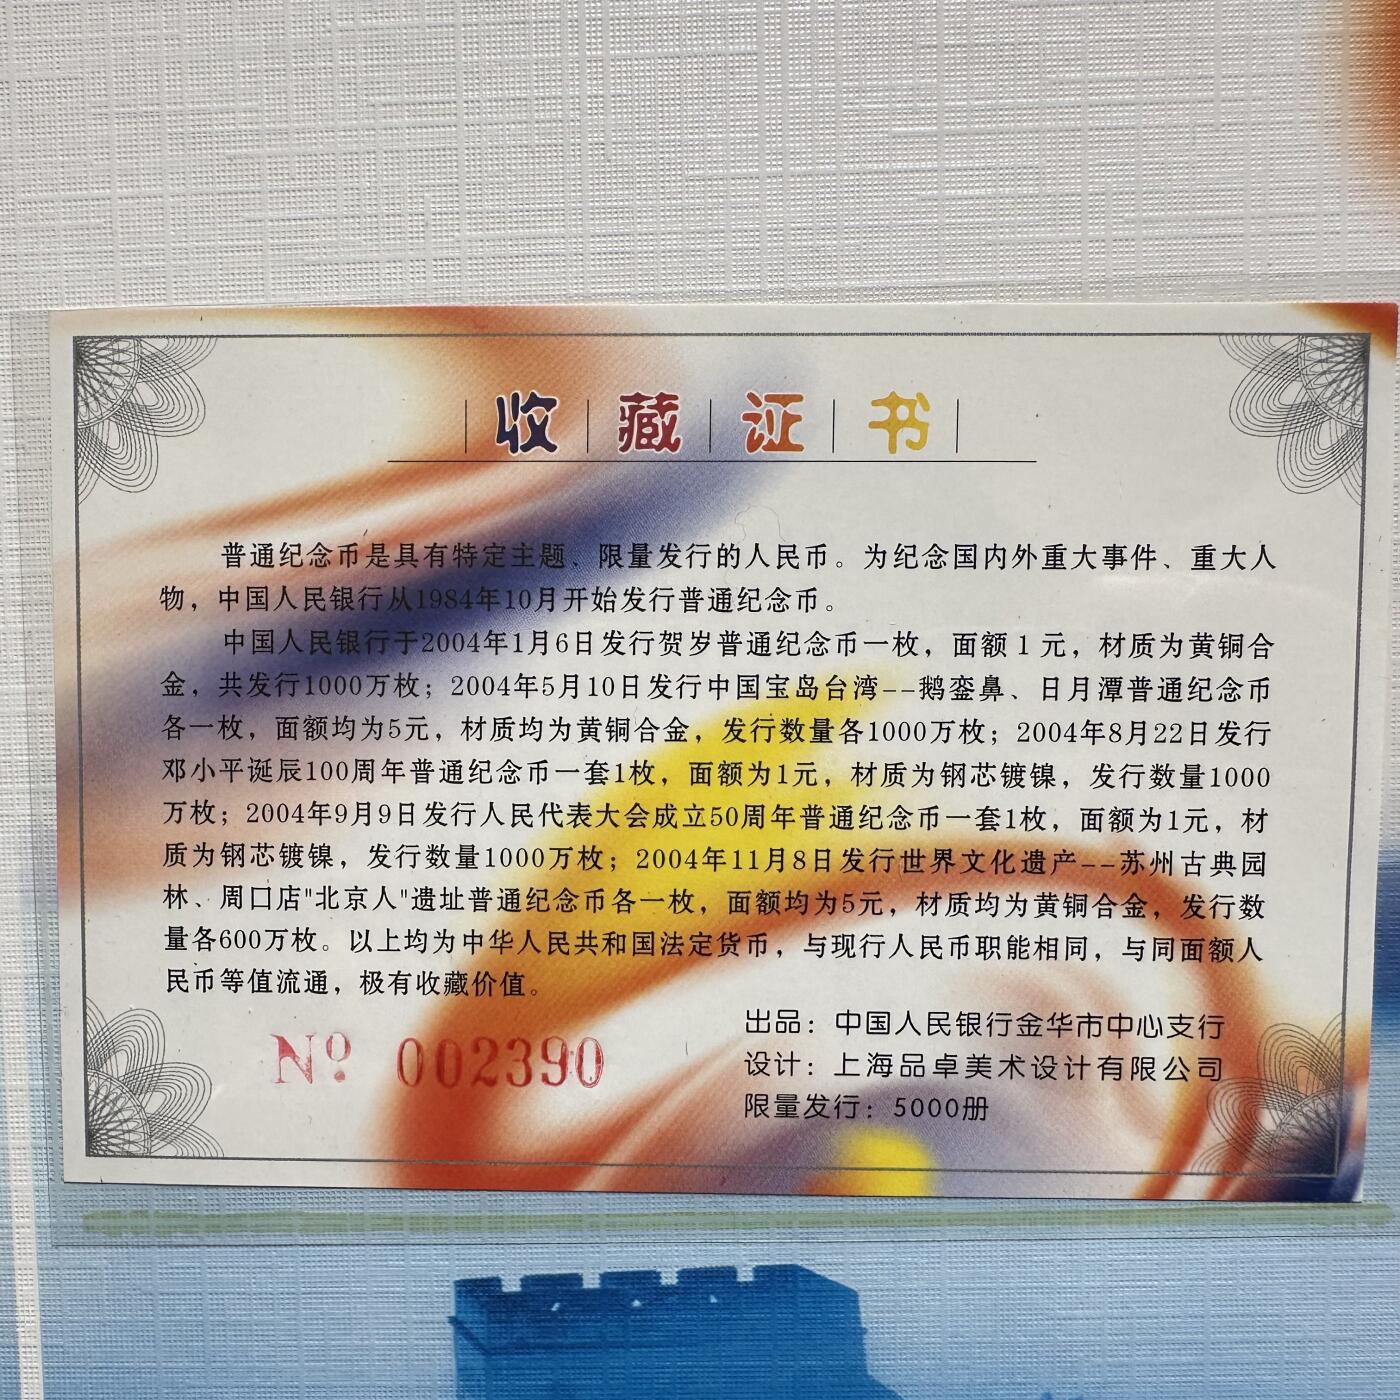 收藏证书
普通纪念币是具有特定主题、限量发行的人民币。为纪念国内外重大事件、重大人
物，中国人民银行从1984年10月开始发行普通纪念币。
中国人民银行于2004年1月6日发行贺岁普通纪念币一枚，面额1元，材质为黄铜合
金，共发行1000万枚；2004年5月10日发行中国宝岛台湾--鹅銮鼻、日月潭普通纪念币
各一枚，面额均为5元，材质均为黄铜合金，发行数量各1000万枚；2004年8月22日发行
邓小平诞辰100周年普通纪念币一套1枚，面额为1元，材质为钢芯镀镍，发行数量1000
万枚；2004年9月9日发行人民代表大会成立50周年普通纪念币一套1枚，面额为1元，材
质为钢芯镀镍，发行数量1000万枚；2004年11月8日发行世界文化遗产--苏州古典园
林、周口店"北京人"遗址普通纪念币各一枚，面额均为5元，材质均为黄铜合金，发行数
量各600万枚。以上均为中华人民共和国法定货币，与现行人民币职能相同，与同面额人
民币等值流通，极有收藏价值。
出品：中国人民银行金华市中心支行
Nº 002390
设计：上海品卓美术设计有限公司
限量发行：5000册